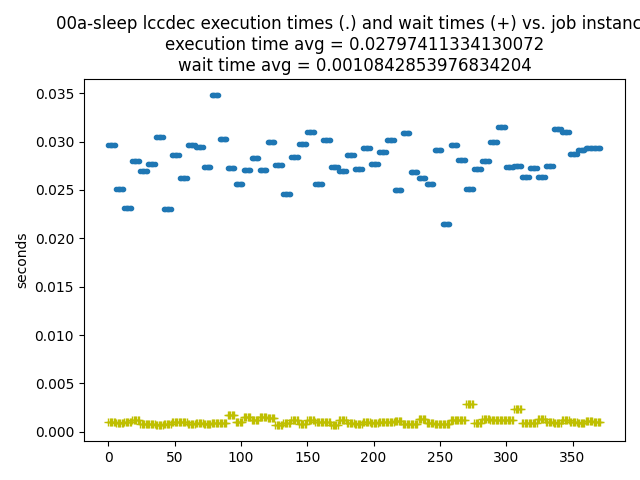 00a-sleep lccdec execution times (.) and wait times (+) vs. job instanc
execution time avg = 0.02797411334130072
wait time avg = 0.0010842853976834204
0.035
0.030
0.025
0.020
0.015
0.010
0.005
0.000
seconds
0 50 100 150 200 250 300 350